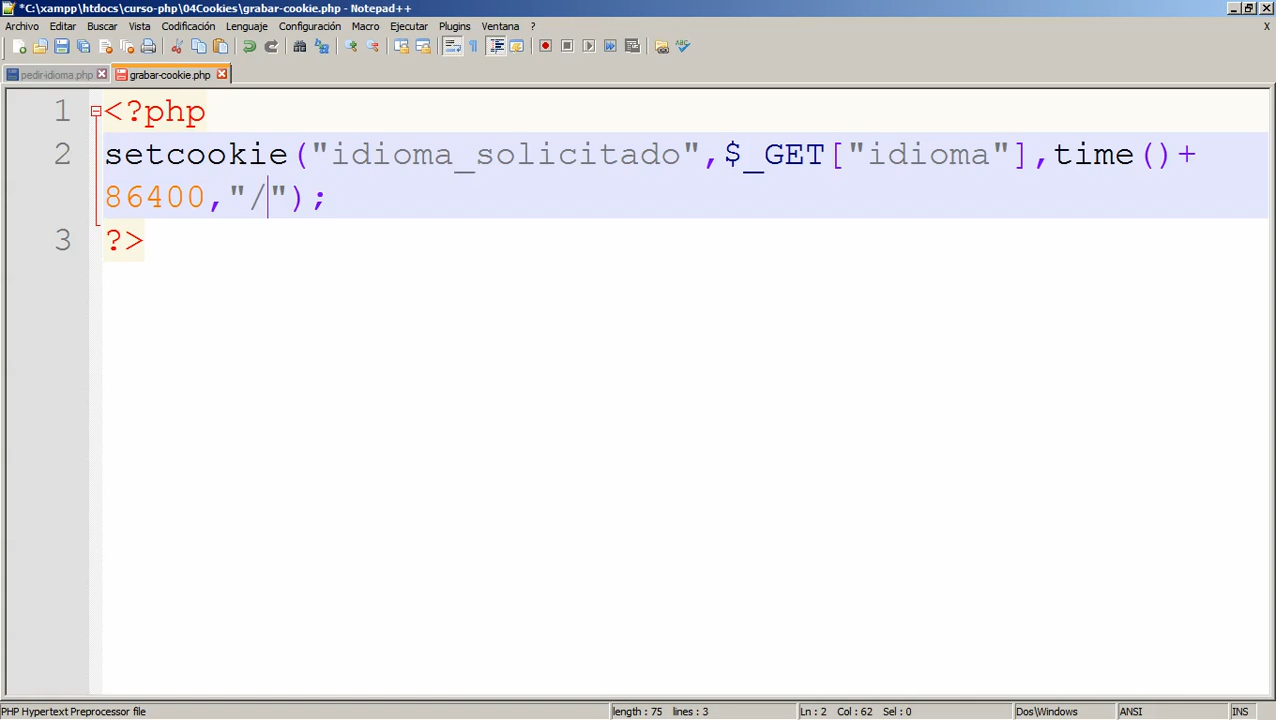 *C:\xampp\htdocs\curso-php\04Cookies\grabar-cookie.php - Notepad++
Archivo Editar Buscar Vista Codificación Lenguaje Configuración Macro Ejecutar Plugins Ventana ? X
pedir-idioma.php grabar-cookie.php
1 <?php
2 setcookie("idioma_solicitado",$_GET["idioma"],time()+
86400,"/");
3 ?>
PHP Hypertext Preprocessor file length : 75 lines : 3 Ln : 2 Col : 62 Sel : 0 Dos\Windows ANSI INS